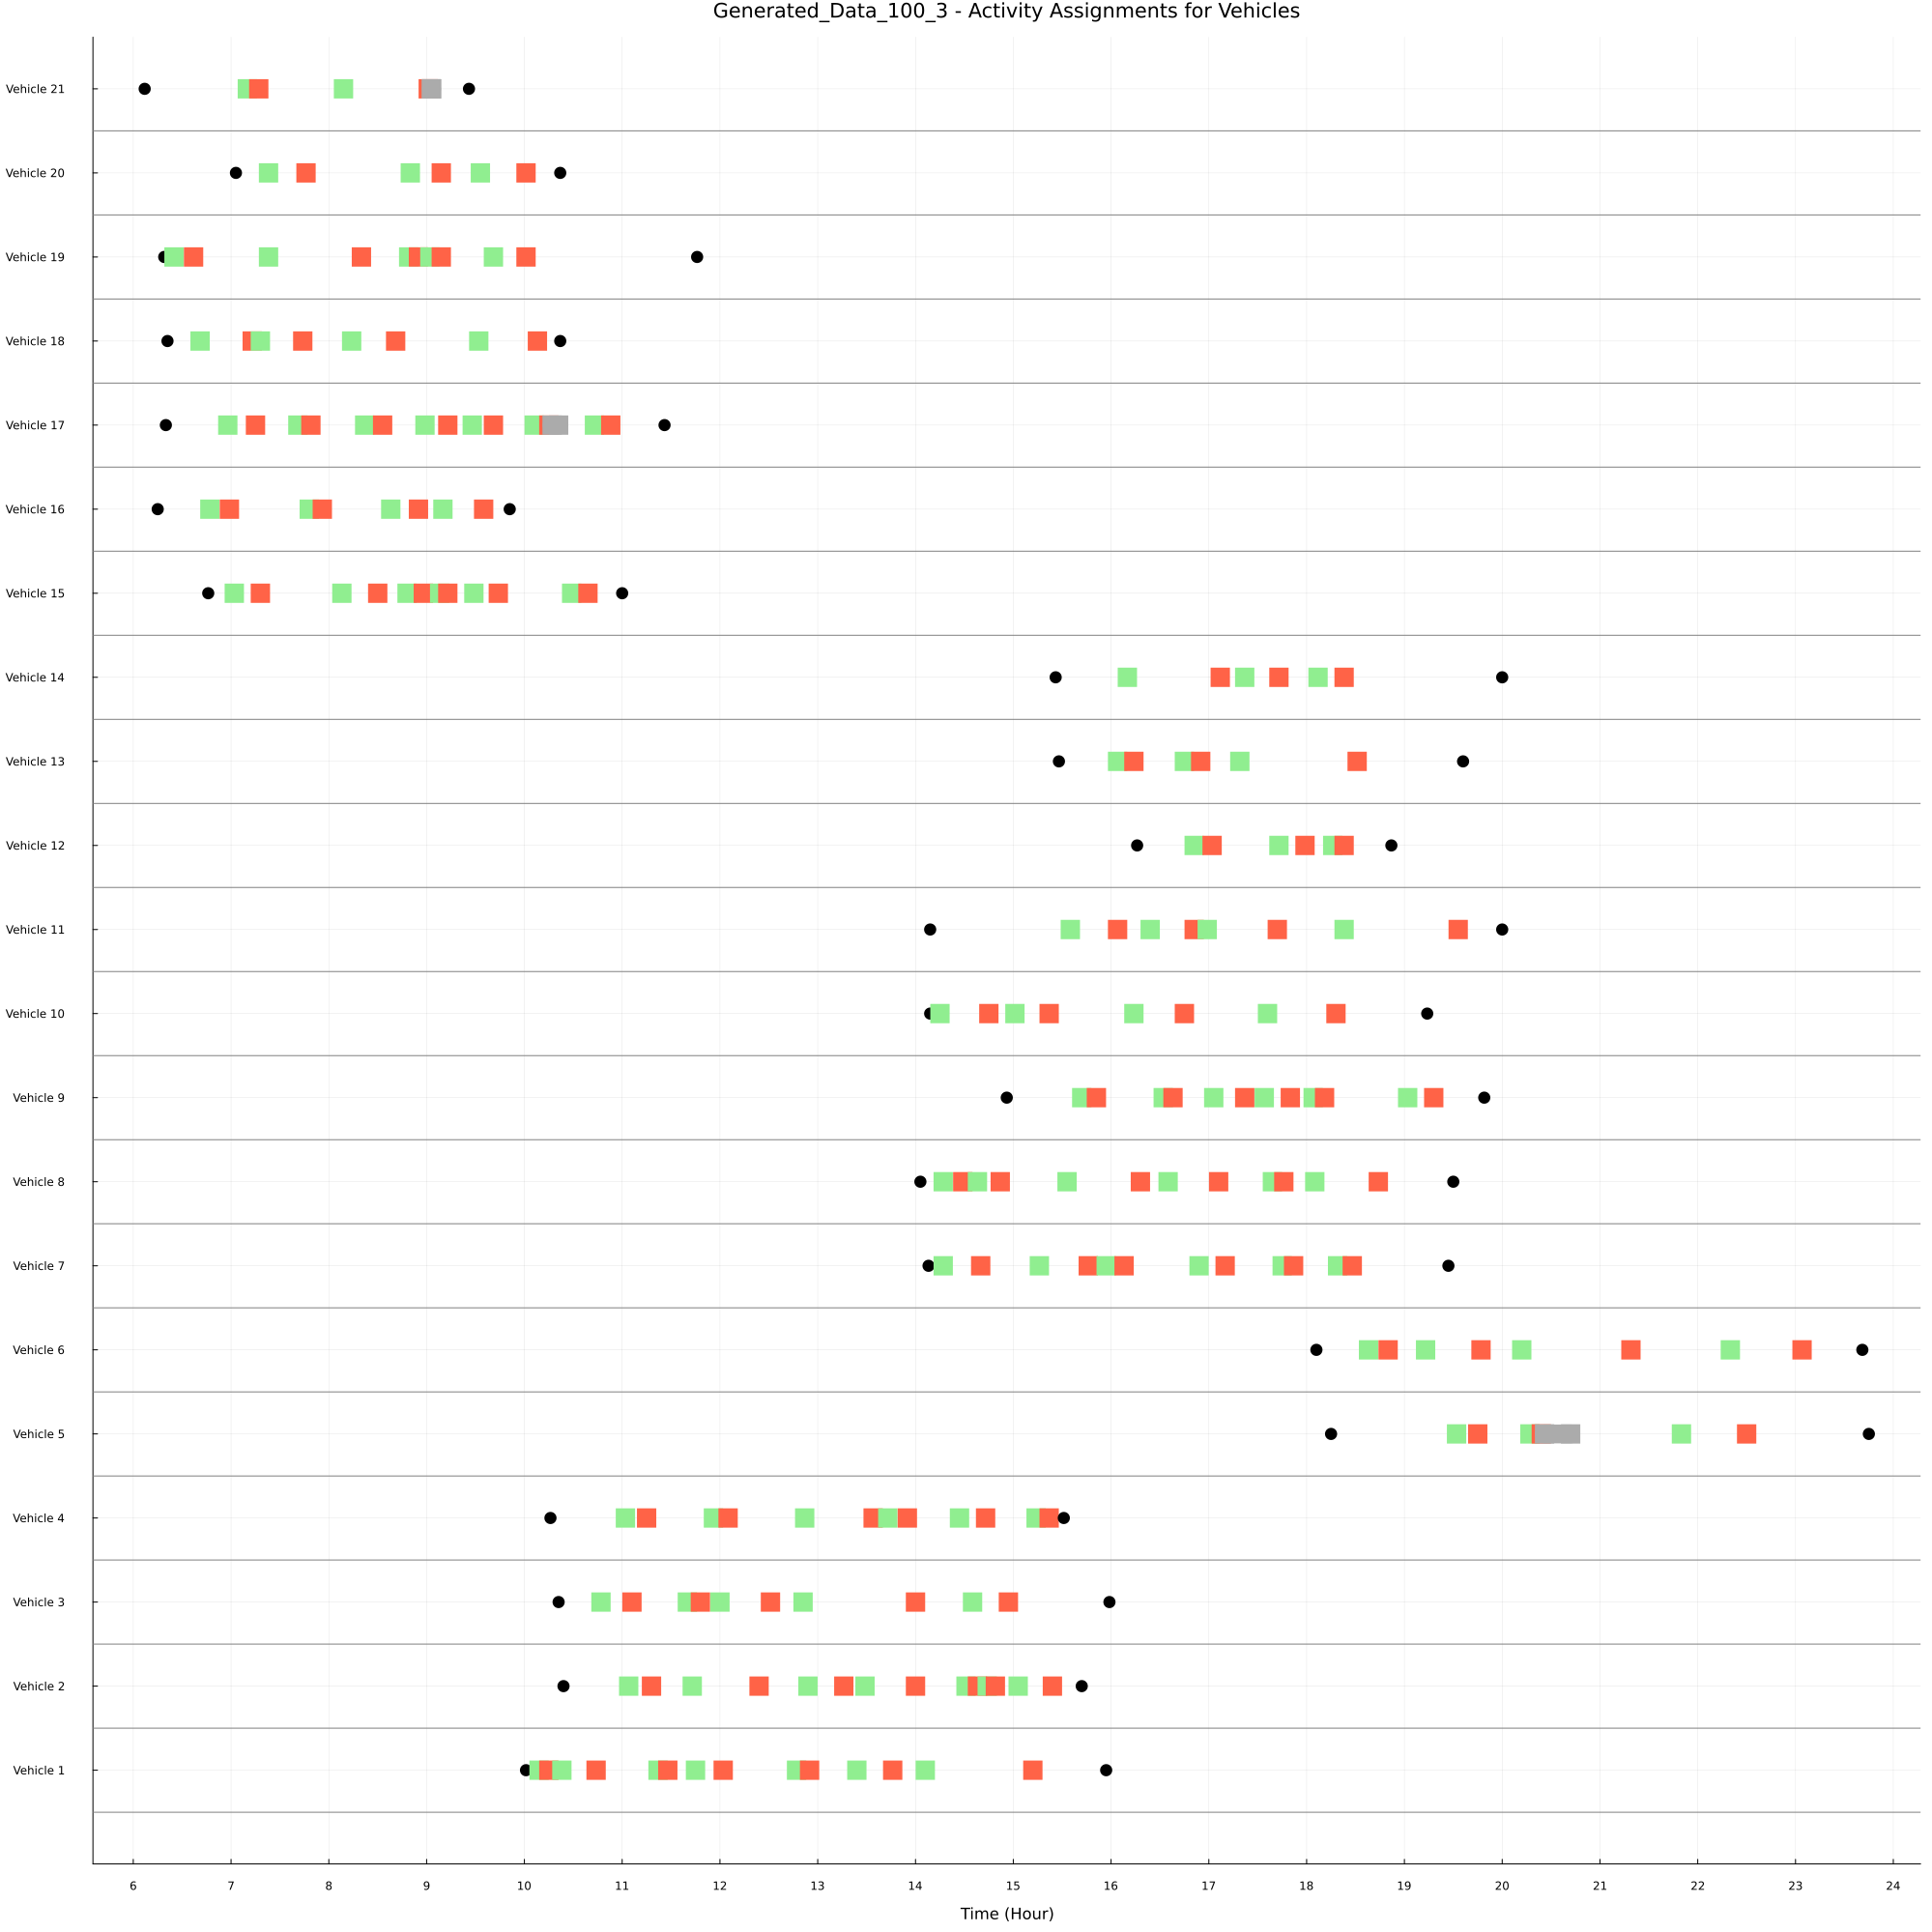 Generated_Data_100_3 - Activity Assignments for Vehicles
Vehicle 21
Vehicle 20
Vehicle 19
Vehicle 18
Vehicle 17
Vehicle 16
Vehicle 15
Vehicle 14
Vehicle 13
Vehicle 12
Vehicle 11
Vehicle 10
Vehicle 9
Vehicle 8
Vehicle 7
Vehicle 6
Vehicle 5
Vehicle 4
Vehicle 3
Vehicle 2
Vehicle 1
6 7 8 9 10 11 12 13 14 15 16 17 18 19 20 21 22 23 24
Time (Hour)